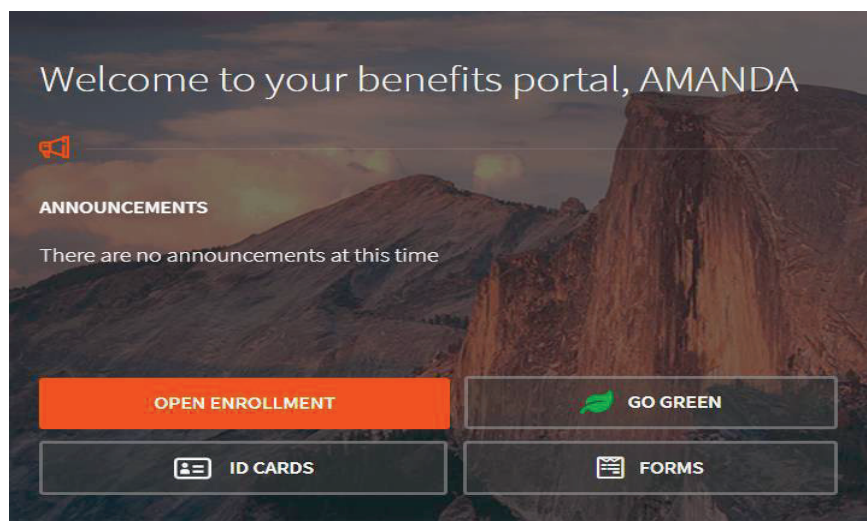 Welcome to your benefits portal, AMANDA
ANNOUNCEMENTS
There are no announcements at this time
OPEN ENROLLMENT
GO GREEN
ID CARDS
FORMS